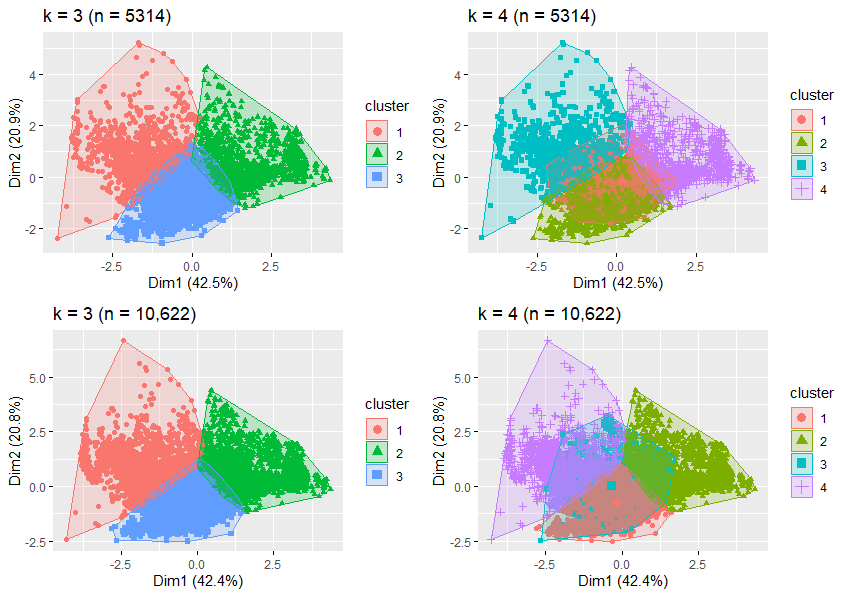 k = 3 (n = 5314)
k = 4 (n = 5314)
Dim2 (20.9%)
4
2
0
-2
-2.5 0.0 2.5
Dim1 (42.5%)
cluster
1
2
3
Dim2 (20.9%)
4
2
0
-2
-2.5 0.0 2.5
Dim1 (42.5%)
cluster
1
2
3
4
k = 3 (n = 10,622)
k = 4 (n = 10,622)
Dim2 (20.8%)
5.0
2.5
0.0
-2.5
-2.5 0.0 2.5
Dim1 (42.4%)
cluster
1
2
3
Dim2 (20.8%)
5.0
2.5
0.0
-2.5
-2.5 0.0 2.5
Dim1 (42.4%)
cluster
1
2
3
4